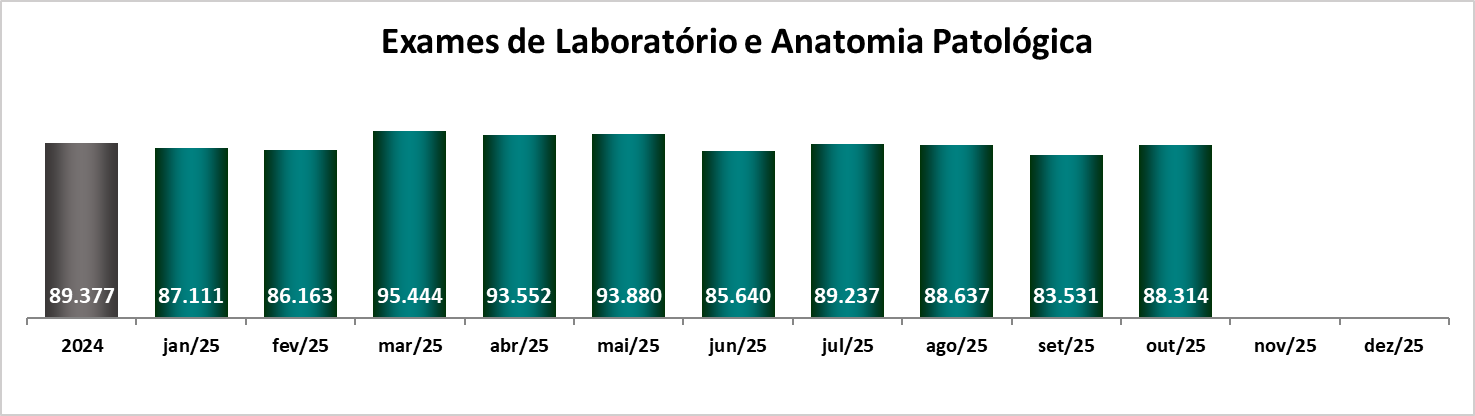 Exames de Laboratório e Anatomia Patológica
89.377 87.111 86.163 95.444 93.552 93.880 85.640 89.237 88.637 83.531 88.314
2024 jan/25 fev/25 mar/25 abr/25 mai/25 jun/25 jul/25 ago/25 set/25 out/25 nov/25 dez/25